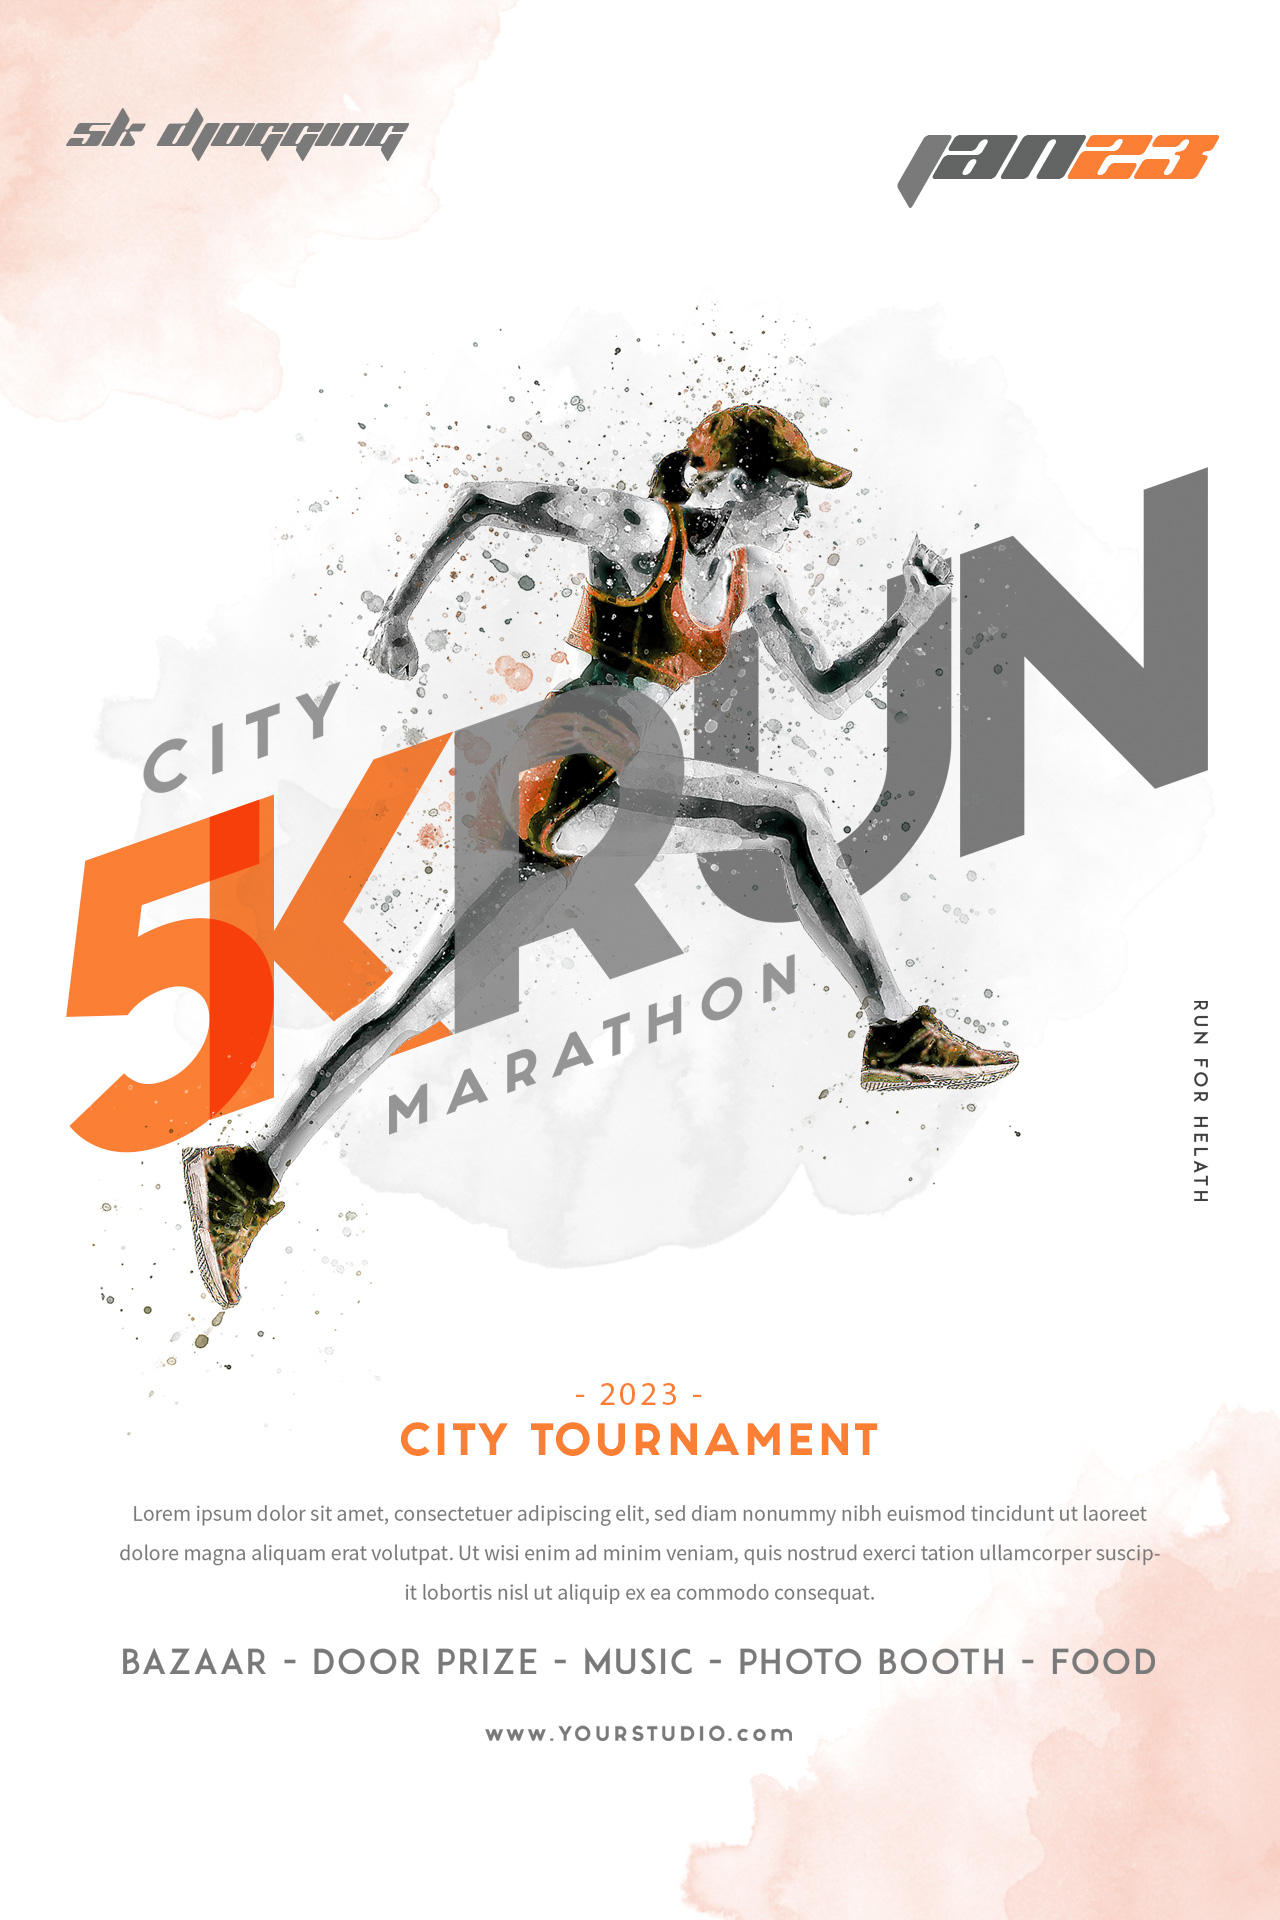 5k djogging
jan23
CITY
5K RUN
MARATHON
RUN FOR HELATH
- 2023 -
CITY TOURNAMENT
Lorem ipsum dolor sit amet, consectetuer adipiscing elit, sed diam nonummy nibh euismod tincidunt ut laoreet
dolore magna aliquam erat volutpat. Ut wisi enim ad minim veniam, quis nostrud exerci tation ullamcorper suscip-
it lobortis nisl ut aliquip ex ea commodo consequat.
BAZAAR - DOOR PRIZE - MUSIC - PHOTO BOOTH - FOOD
www.YOURSTUDIO.com